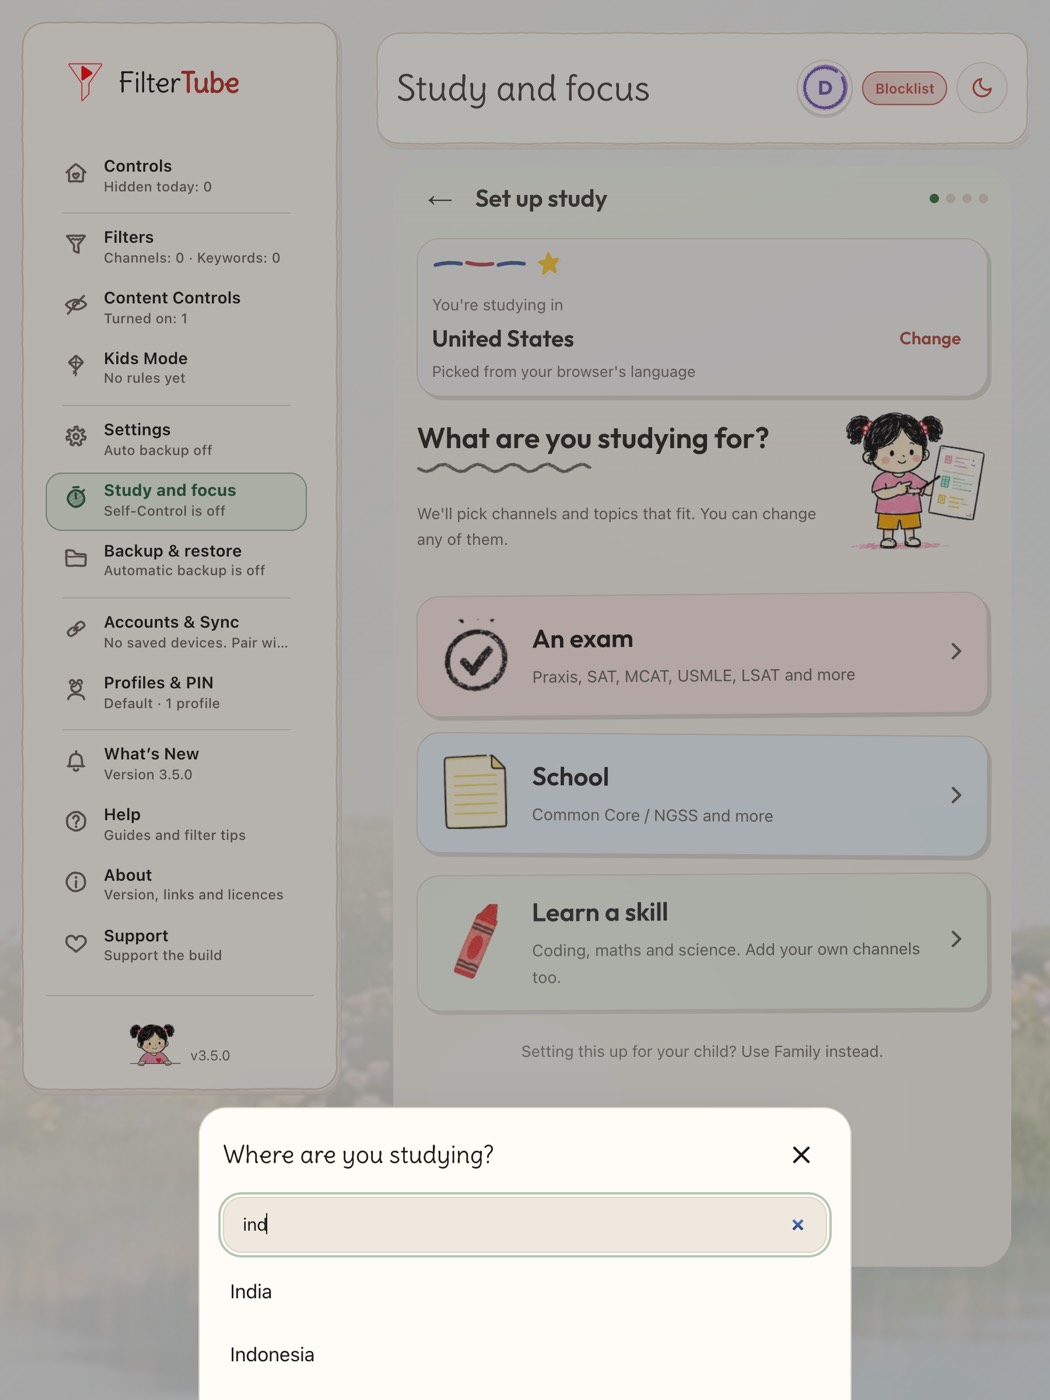 FilterTube
Controls
Hidden today: 0
Filters
Channels: 0 · Keywords: 0
Content Controls
Turned on: 1
Kids Mode
No rules yet
Settings
Auto backup off
Study and focus
Self-Control is off
Backup & restore
Automatic backup is off
Accounts & Sync
No saved devices. Pair wi...
Profiles & PIN
Default · 1 profile
What's New
Version 3.5.0
Help
Guides and filter tips
About
Version, links and licences
Support
Support the build
v3.5.0
Study and focus
D
Blocklist
← Set up study
You're studying in
United States
Change
Picked from your browser's language
What are you studying for?
We'll pick channels and topics that fit. You can change
any of them.
An exam
Praxis, SAT, MCAT, USMLE, LSAT and more
School
Common Core / NGSS and more
Learn a skill
Coding, maths and science. Add your own channels
too.
Setting this up for your child? Use Family instead.
Where are you studying?
ind
India
Indonesia